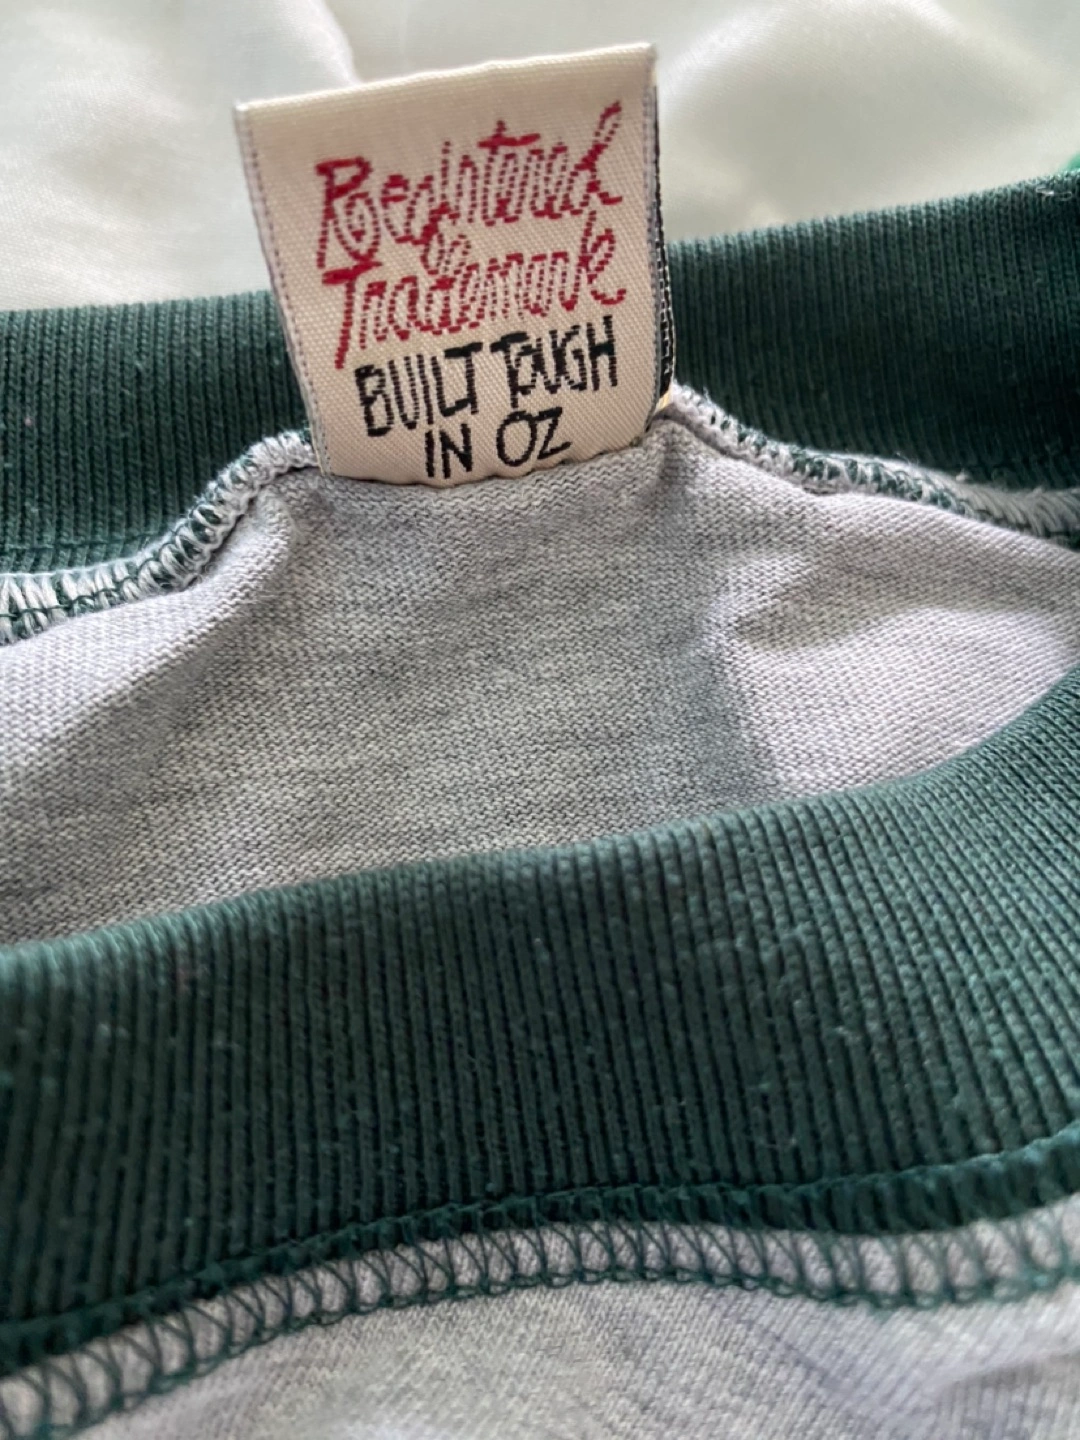 Registered
Trademark
BUILT TOUGH
IN OZ